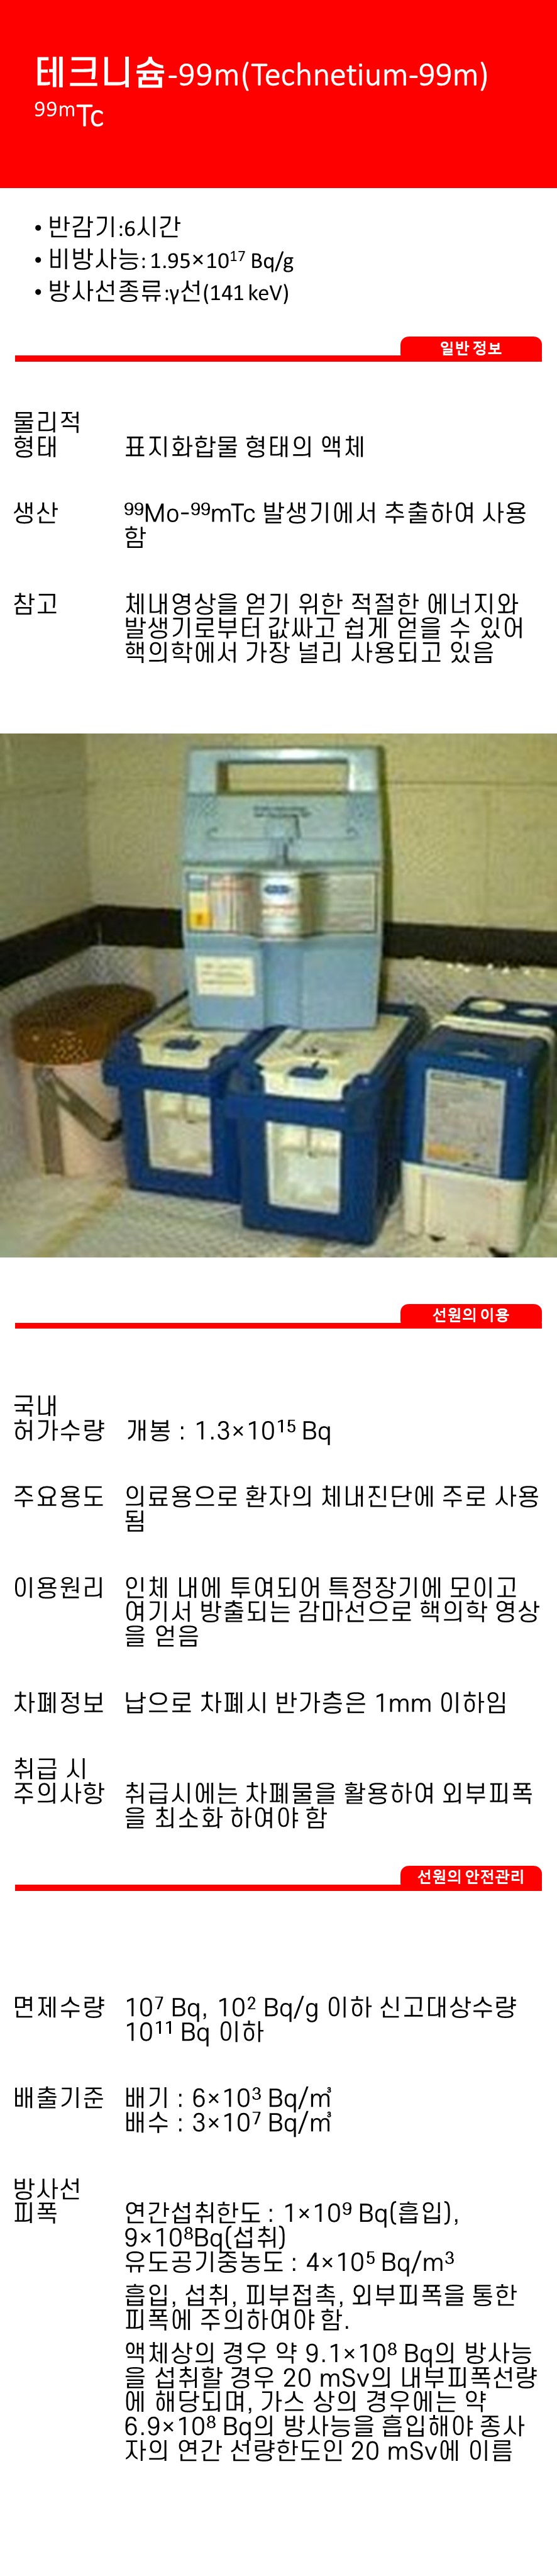 테크니슘-99m(Technetium-99m)
⁹⁹ᵐTc
• 반감기:6시간
• 비방사능: 1.95×10¹⁷ Bq/g
• 방사선종류:γ선(141 keV)
일반 정보
물리적
형태 표지화합물 형태의 액체
생산 ⁹⁹Mo-⁹⁹mTc 발생기에서 추출하여 사용
함
참고 체내영상을 얻기 위한 적절한 에너지와
발생기로부터 값싸고 쉽게 얻을 수 있어
핵의학에서 가장 널리 사용되고 있음
선원의 이용
국내
허가수량 개봉 : 1.3×10¹⁵ Bq
주요용도 의료용으로 환자의 체내진단에 주로 사용
됨
이용원리 인체 내에 투여되어 특정장기에 모이고
여기서 방출되는 감마선으로 핵의학 영상
을 얻음
차폐정보 납으로 차폐시 반가층은 1mm 이하임
취급 시
주의사항 취급시에는 차폐물을 활용하여 외부피폭
을 최소화 하여야 함
선원의 안전관리
면제수량 10⁷ Bq, 10² Bq/g 이하 신고대상수량
10¹¹ Bq 이하
배출기준 배기 : 6×10³ Bq/㎥
배수 : 3×10⁷ Bq/㎥
방사선
피폭 연간섭취한도 : 1×10⁹ Bq(흡입),
9×10⁸Bq(섭취)
유도공기중농도 : 4×10⁵ Bq/m³
흡입, 섭취, 피부접촉, 외부피폭을 통한
피폭에 주의하여야 함.
액체상의 경우 약 9.1×10⁸ Bq의 방사능
을 섭취할 경우 20 mSv의 내부피폭선량
에 해당되며, 가스 상의 경우에는 약
6.9×10⁸ Bq의 방사능을 흡입해야 종사
자의 연간 선량한도인 20 mSv에 이름